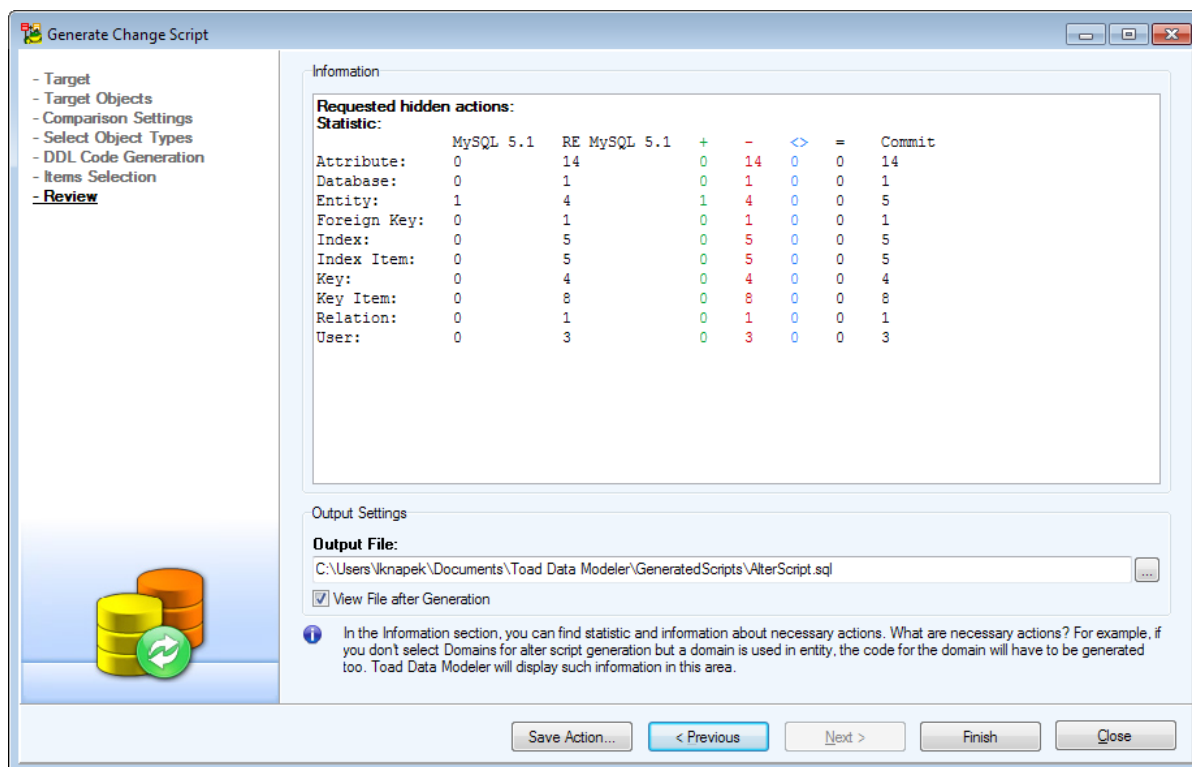 Generate Change Script
- Target
- Target Objects
- Comparison Settings
- Select Object Types
- DDL Code Generation
- Items Selection
- Review
Information
Requested hidden actions:
Statistic:
MySQL 5.1 RE MySQL 5.1 + - <> = Commit
Attribute: 0 14 0 14 0 0 14
Database: 0 1 0 1 0 0 1
Entity: 1 4 1 4 0 0 5
Foreign Key: 0 1 0 1 0 0 1
Index: 0 5 0 5 0 0 5
Index Item: 0 5 0 5 0 0 5
Key: 0 4 0 4 0 0 4
Key Item: 0 8 0 8 0 0 8
Relation: 0 1 0 1 0 0 1
User: 0 3 0 3 0 0 3
Output Settings
Output File:
C:\Users\lknapek\Documents\Toad Data Modeler\GeneratedScripts\AlterScript.sql
...
View File after Generation
In the Information section, you can find statistic and information about necessary actions. What are necessary actions? For example, if
you don't select Domains for alter script generation but a domain is used in entity, the code for the domain will have to be generated
too. Toad Data Modeler will display such information in this area.
Save Action... < Previous Next > Finish Close